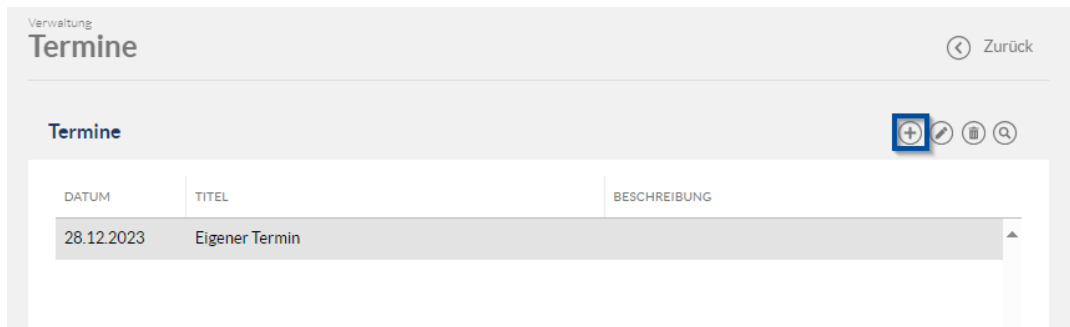 Verwaltung
Termine
Zurück
Termine
DATUM TITEL BESCHREIBUNG
28.12.2023 Eigener Termin